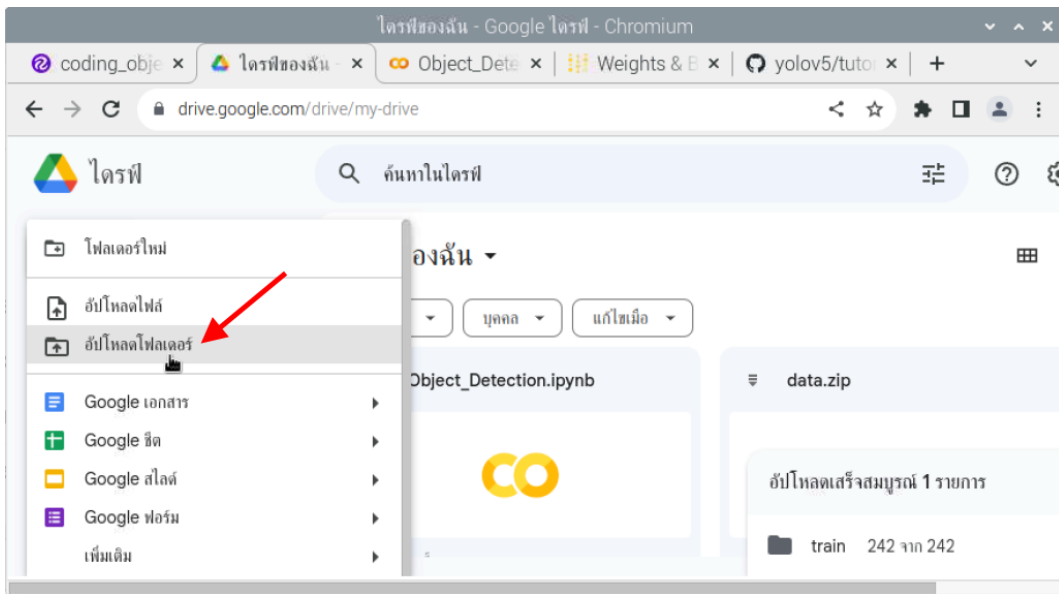 ไดรฟ์ของฉัน - Google ไดรฟ์ - Chromium
coding_obje
ไดรฟ์ของฉัน -
Object_Dete
Weights & B
yolov5/tutor
drive.google.com/drive/my-drive
ไดรฟ์
ค้นหาในไดรฟ์
โฟลเดอร์ใหม่
องฉัน
อัปโหลดไฟล์
บุคคล
แก้ไขเมื่อ
อัปโหลดโฟลเดอร์
Object_Detection.ipynb
data.zip
Google เอกสาร
Google ชีต
Google สไลด์
อัปโหลดเสร็จสมบูรณ์ 1 รายการ
Google ฟอร์ม
train 242 จาก 242
เพิ่มเติม